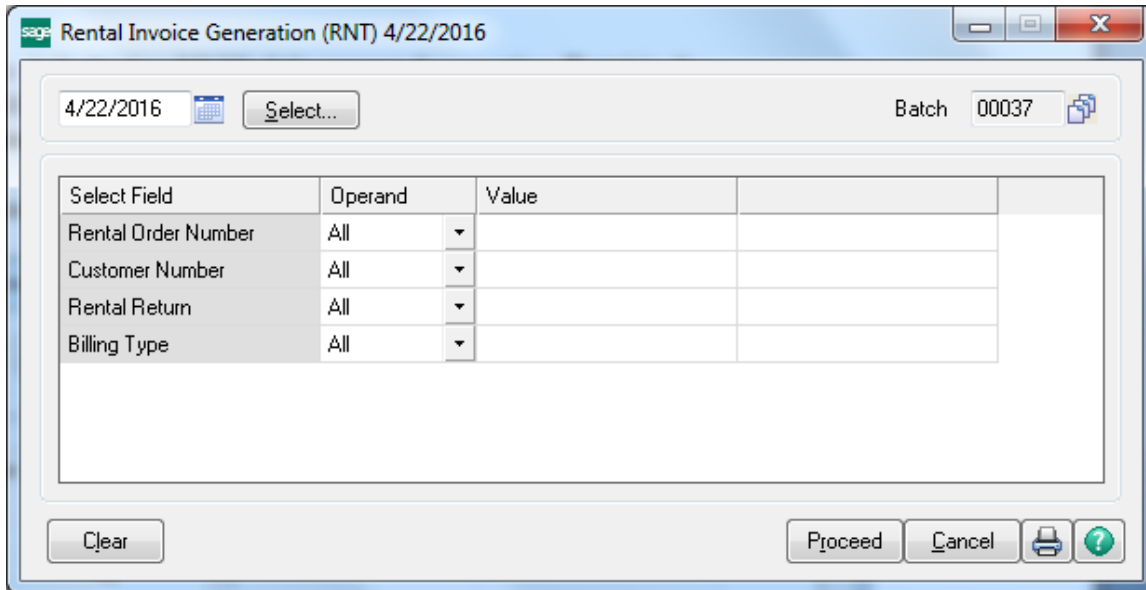 sage Rental Invoice Generation (RNT) 4/22/2016
4/22/2016 Select... Batch 00037
Select Field Operand Value
Rental Order Number All
Customer Number All
Rental Return All
Billing Type All
Clear Proceed Cancel ?